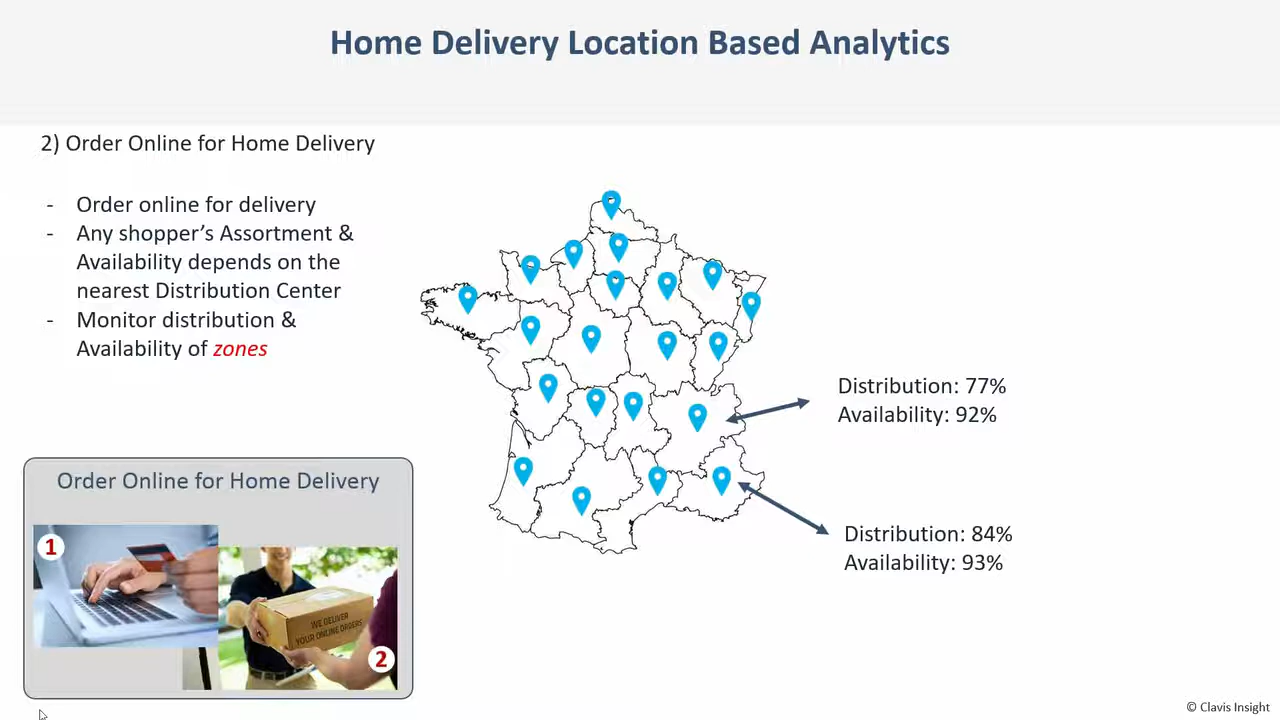 Home Delivery Location Based Analytics
2) Order Online for Home Delivery
- Order online for delivery
- Any shopper's Assortment &
Availability depends on the
nearest Distribution Center
- Monitor distribution &
Availability of zones
Distribution: 77%
Availability: 92%
Distribution: 84%
Availability: 93%
Order Online for Home Delivery
1
WE DELIVER
YOUR ONLINE ORDERS
2
© Clavis Insight